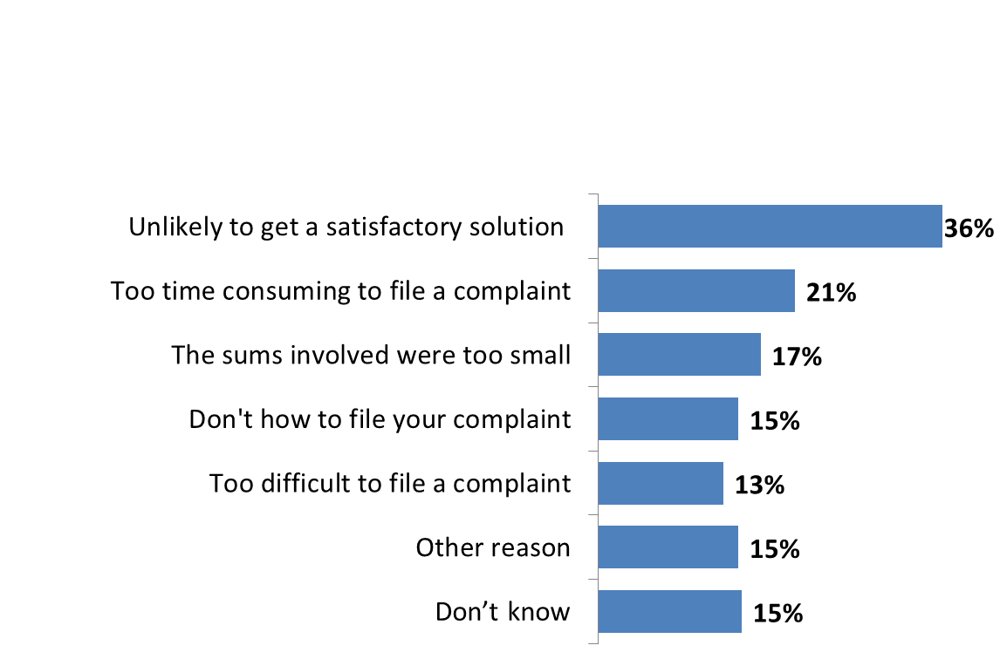 Unlikely to get a satisfactory solution 36%
Too time consuming to file a complaint 21%
The sums involved were too small 17%
Don't how to file your complaint 15%
Too difficult to file a complaint 13%
Other reason 15%
Don’t know 15%